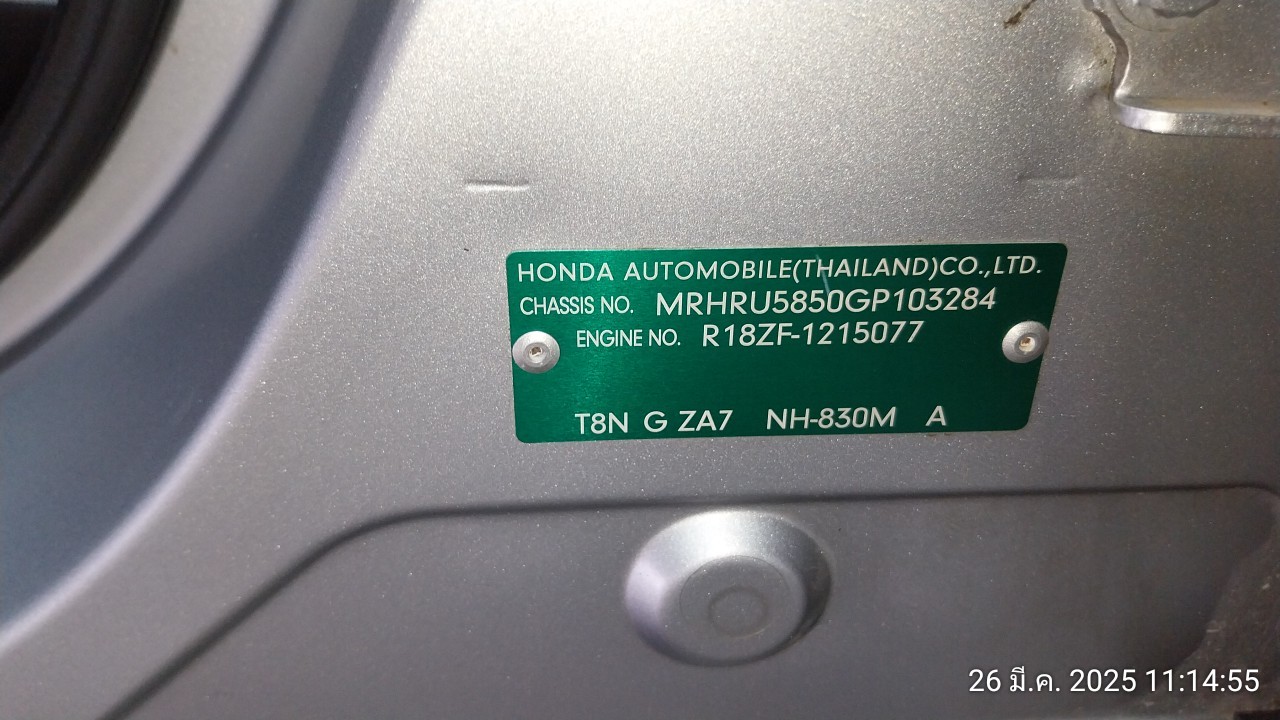 HONDA AUTOMOBILE(THAILAND)CO.,LTD.
CHASSIS NO. MRHRU5850GP103284
ENGINE NO. R18ZF-1215077
T8N G ZA7 NH-830M A
26 มี.ค. 2025 11:14:55